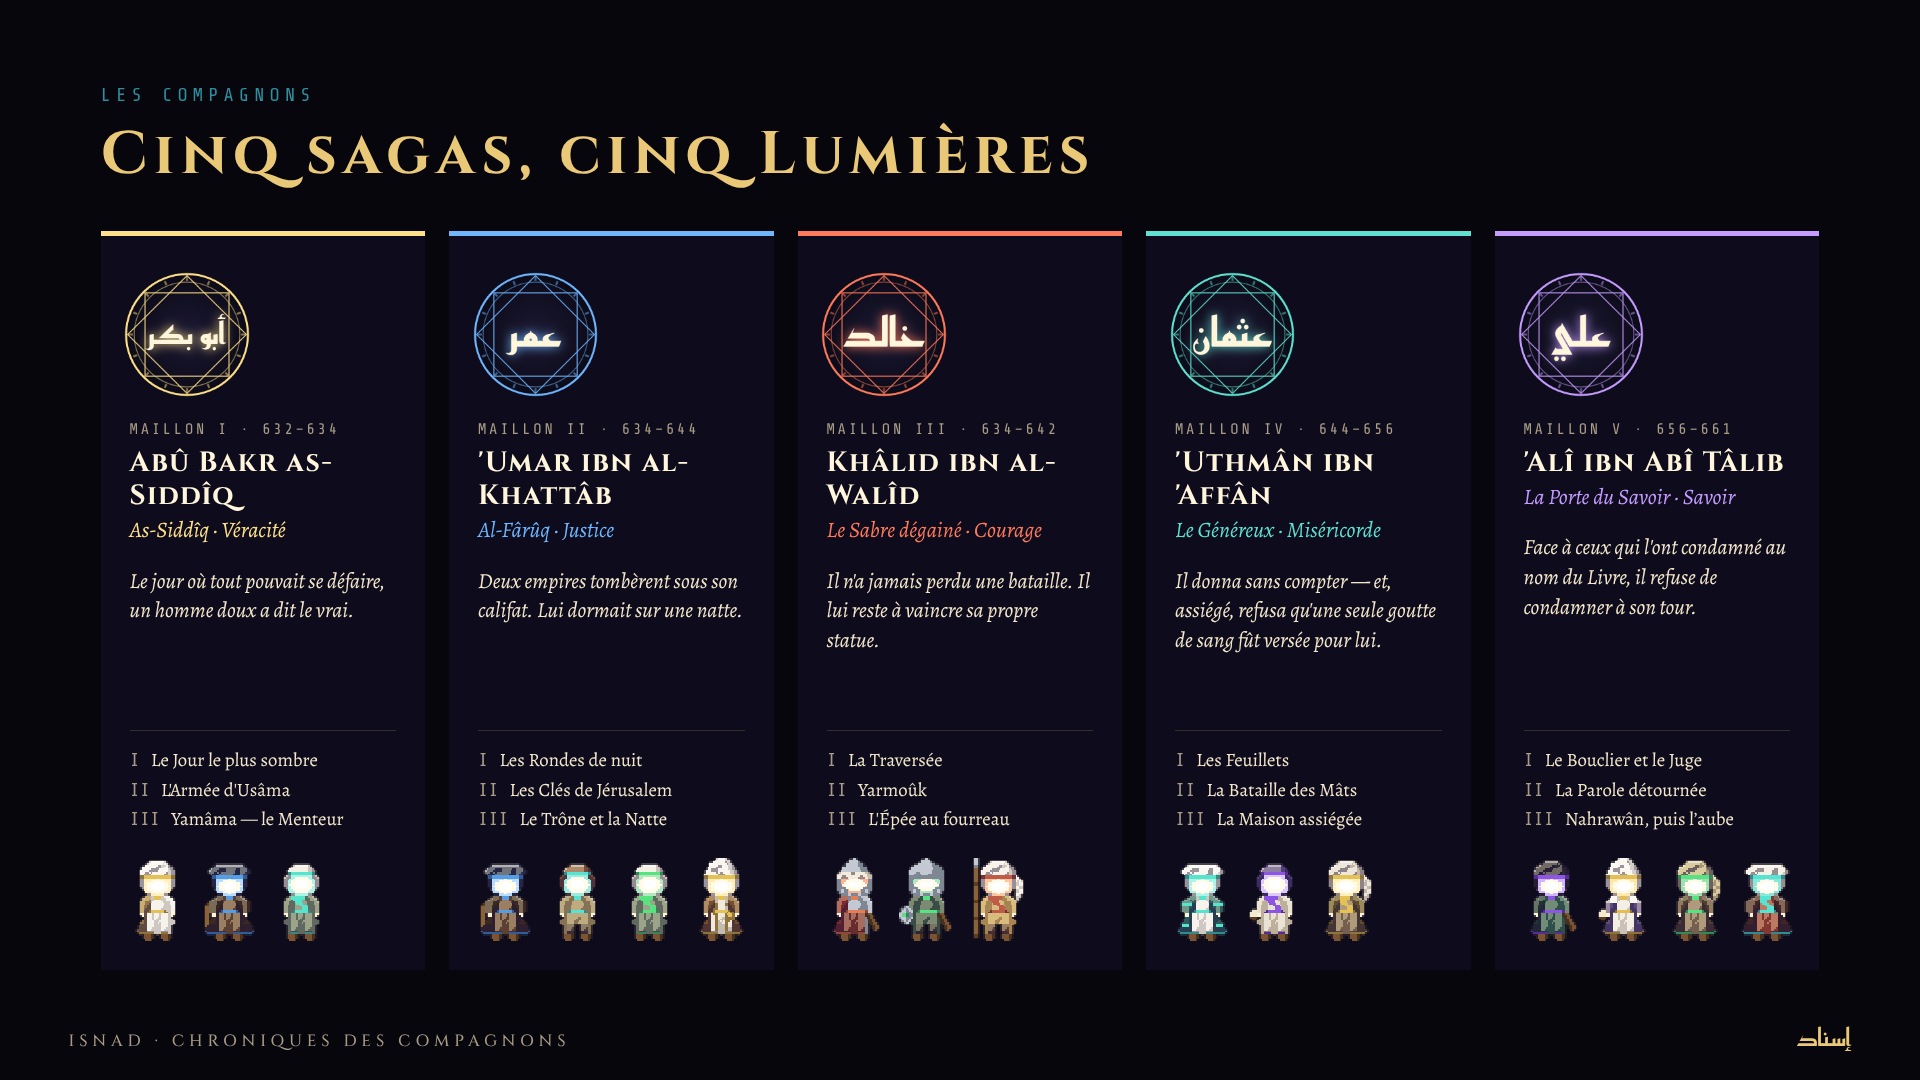 LES COMPAGNONS
Cinq sagas, cinq Lumières
أبو بكر
MAILLON I · 632–634
Abû Bakr as-
Siddîq
As-Siddîq · Véracité
Le jour où tout pouvait se défaire,
un homme doux a dit le vrai.
I Le Jour le plus sombre
II L'Armée d'Usâma
III Yamâma — le Menteur
عمر
MAILLON II · 634–644
'Umar ibn al-
Khattâb
Al-Fârûq · Justice
Deux empires tombèrent sous son
califat. Lui dormait sur une natte.
I Les Rondes de nuit
II Les Clés de Jérusalem
III Le Trône et la Natte
خالد
MAILLON III · 634–642
Khâlid ibn al-
Walîd
Le Sabre dégainé · Courage
Il n'a jamais perdu une bataille. Il
lui reste à vaincre sa propre
statue.
I La Traversée
II Yarmoûk
III L'Épée au fourreau
عثمان
MAILLON IV · 644–656
'Uthmân ibn
'Affân
Le Généreux · Miséricorde
Il donna sans compter — et,
assiégé, refusa qu'une seule goutte
de sang fût versée pour lui.
I Les Feuillets
II La Bataille des Mâts
III La Maison assiégée
علي
MAILLON V · 656–661
'Alî ibn Abî Tâlib
La Porte du Savoir · Savoir
Face à ceux qui l'ont condamné au
nom du Livre, il refuse de
condamner à son tour.
I Le Bouclier et le Juge
II La Parole détournée
III Nahrawân, puis l’aube
ISNAD · CHRONIQUES DES COMPAGNONS
إسناد